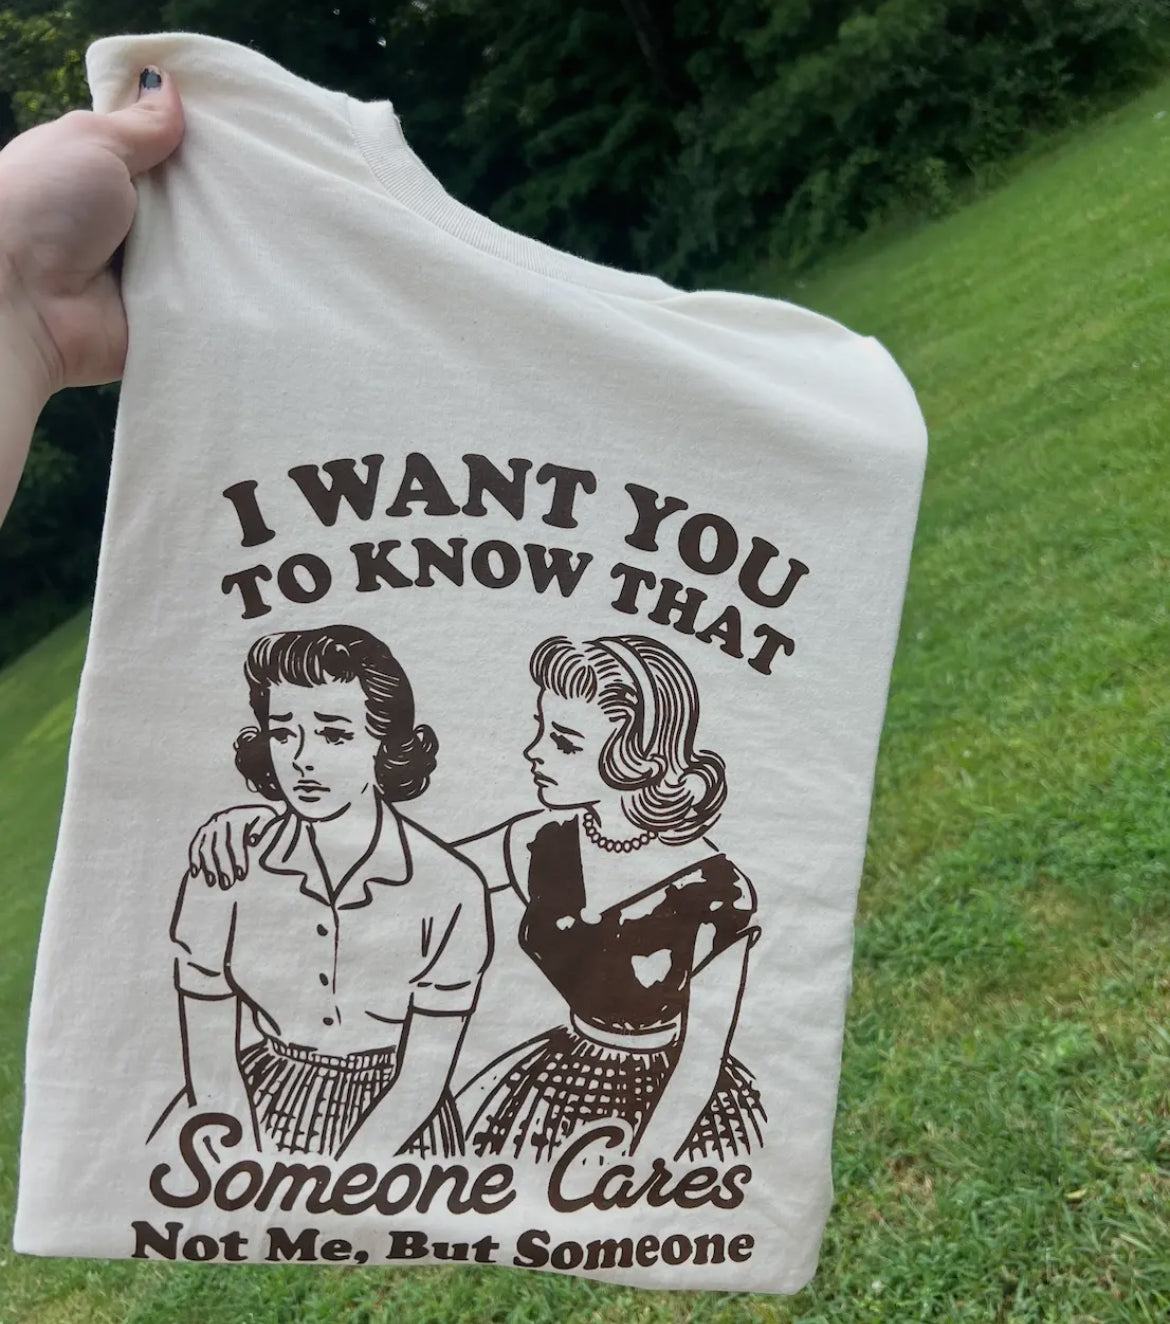 I WANT YOU
TO KNOW THAT
Someone Cares
Not Me, But Someone